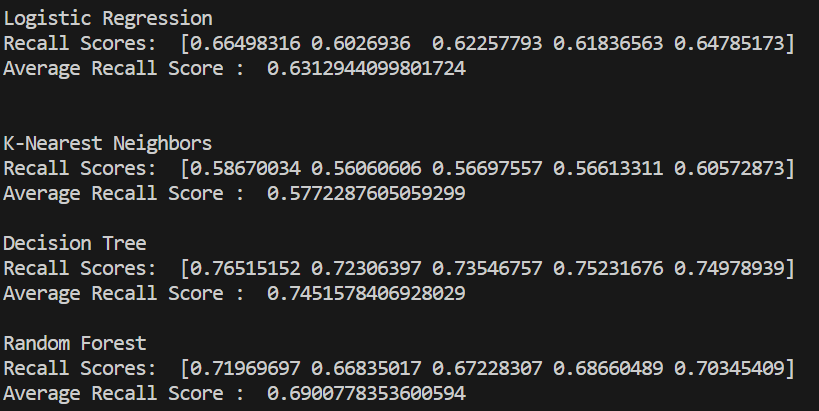 Logistic Regression
Recall Scores:  [0.66498316 0.6026936  0.62257793 0.61836563 0.64785173]
Average Recall Score :  0.6312944099801724
K-Nearest Neighbors
Recall Scores:  [0.58670034 0.56060606 0.56697557 0.56613311 0.60572873]
Average Recall Score :  0.5772287605059299
Decision Tree
Recall Scores:  [0.76515152 0.72306397 0.73546757 0.75231676 0.74978939]
Average Recall Score :  0.7451578406928029
Random Forest
Recall Scores:  [0.71969697 0.66835017 0.67228307 0.68660489 0.70345409]
Average Recall Score :  0.6900778353600594